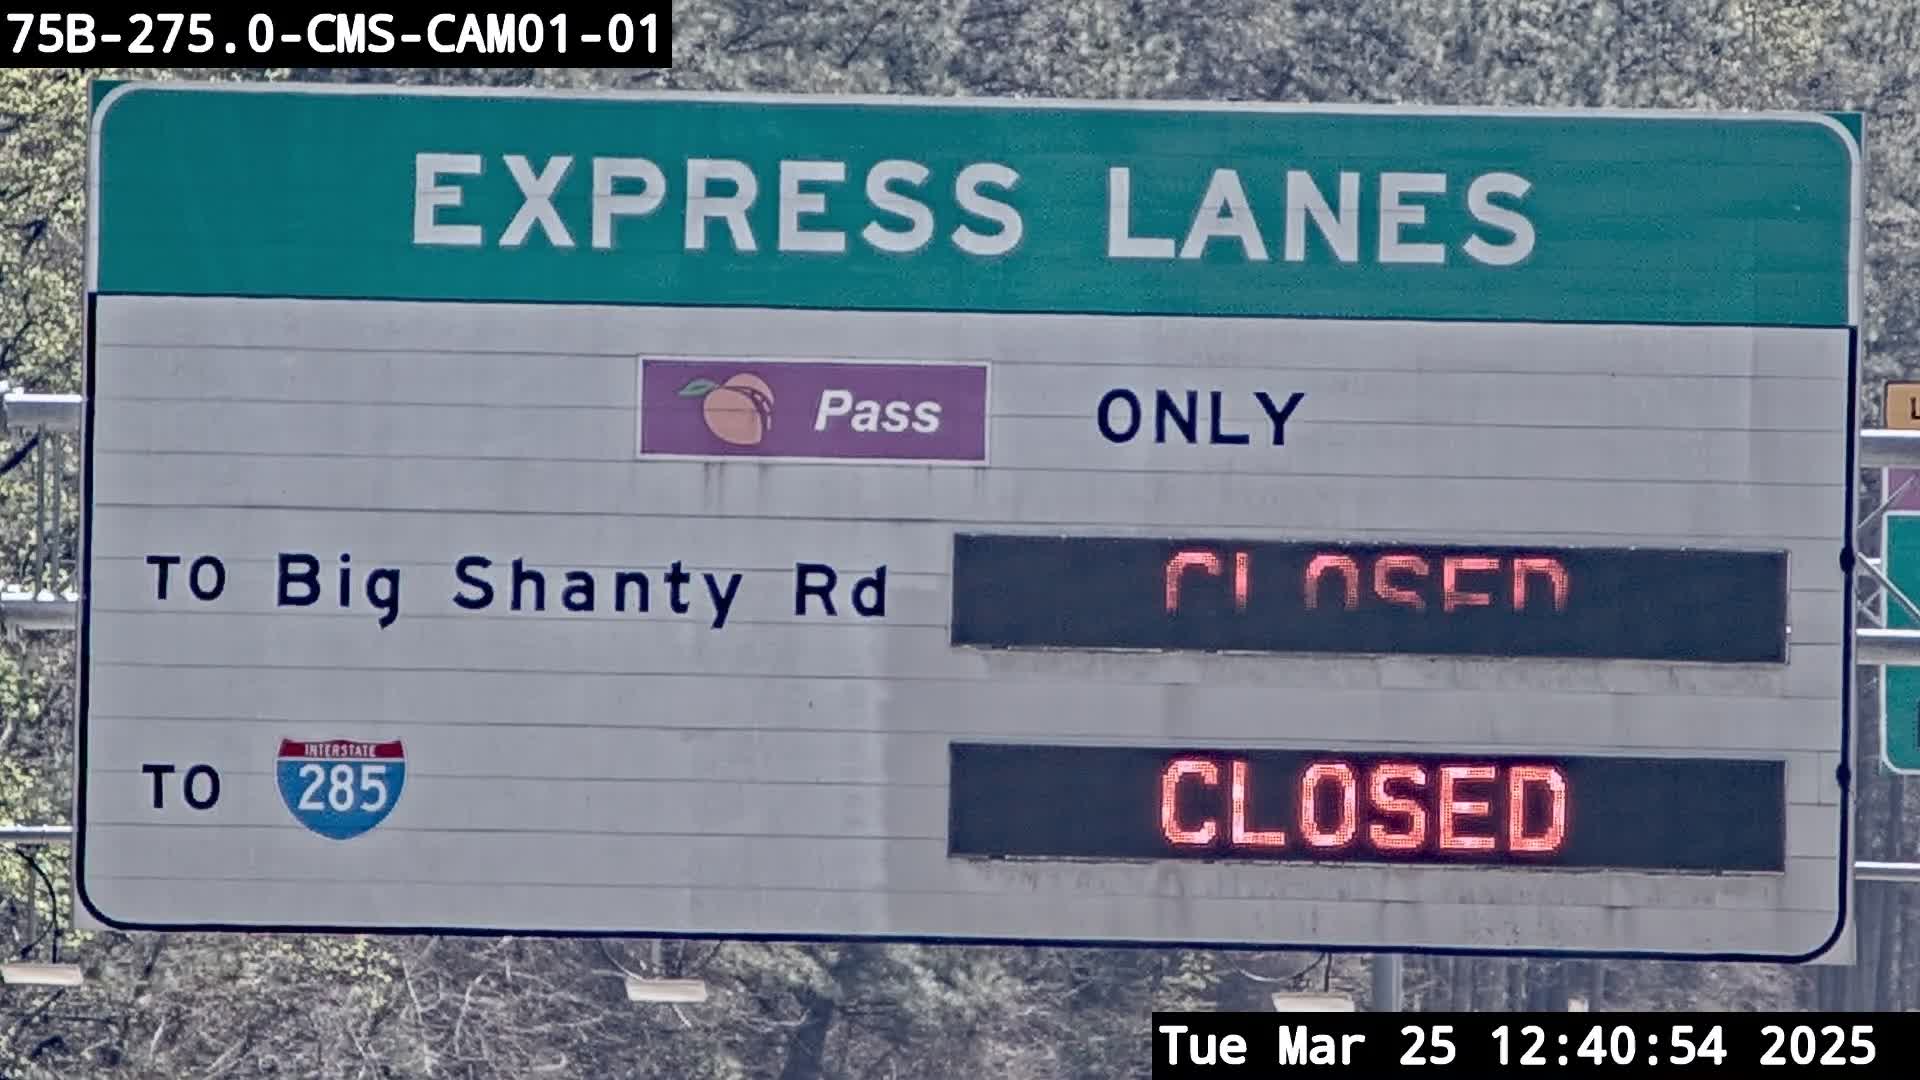 75B-275.0-CMS-CAM01-01
EXPRESS LANES
Pass ONLY
TO Big Shanty Rd CLOSED
INTERSTATE
TO 285 CLOSED
Tue Mar 25 12:40:54 2025